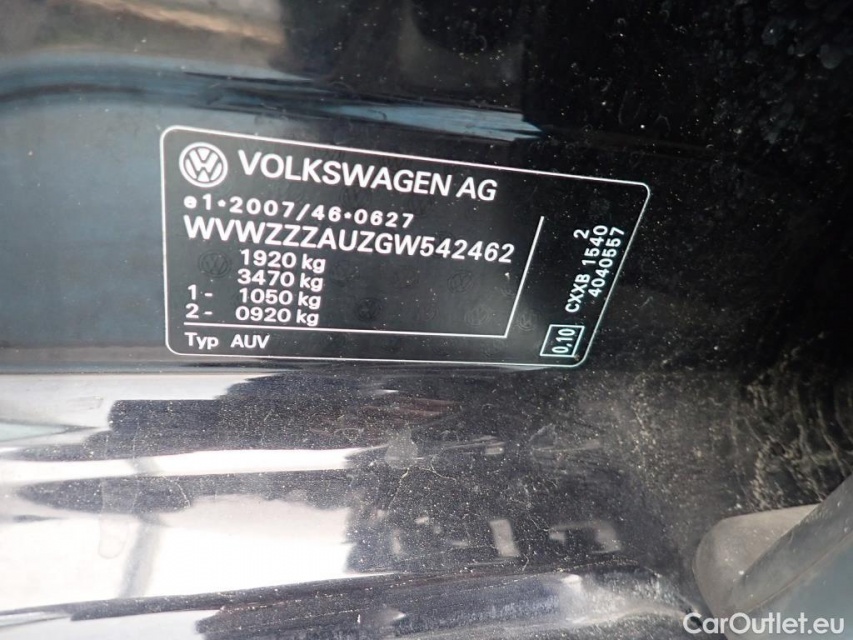 VOLKSWAGEN AG
e1*2007/46*0627
WVWZZZAUZGW542462
1920 kg
3470 kg
1- 1050 kg
2- 0920 kg
Typ AUV
2
CXXB 1540
4040557
0,10
CarOutlet.eu